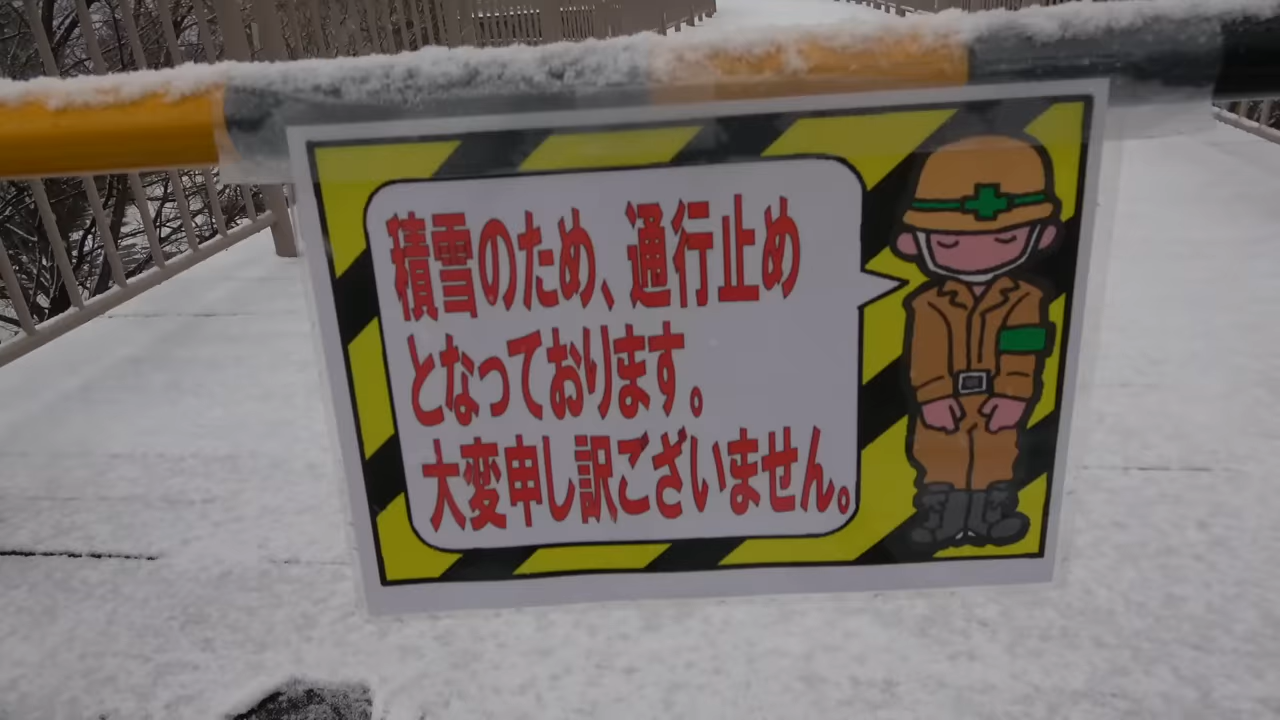 積雪のため、通行止め
となっております。
大変申し訳ございません。